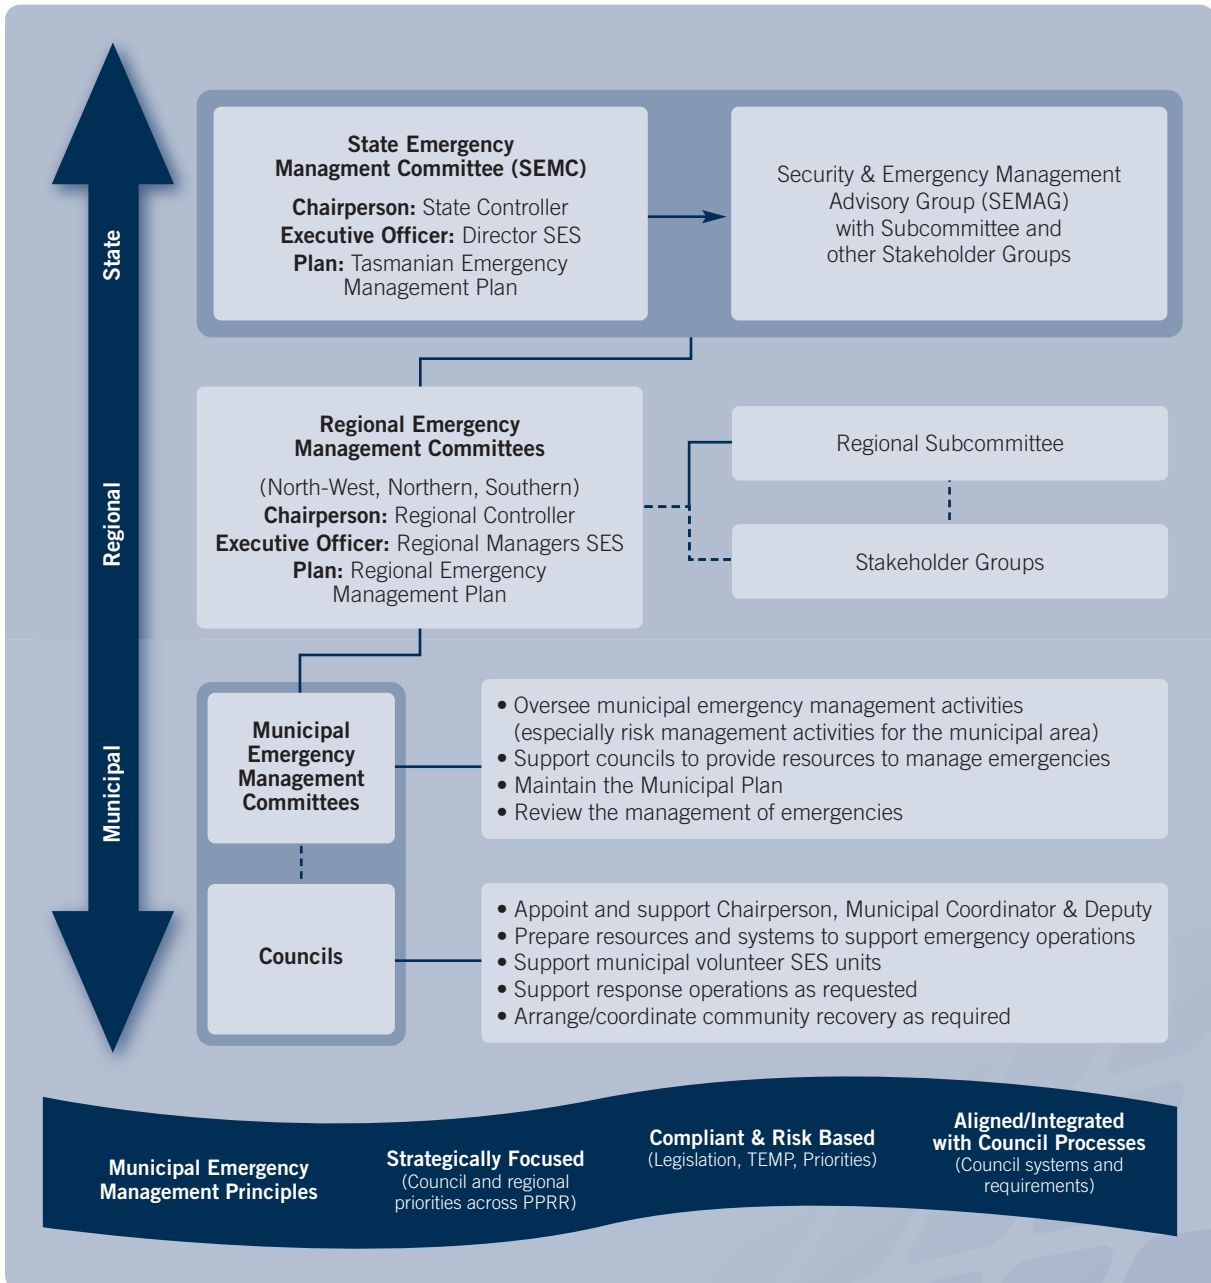 State
State Emergency
Managment Committee (SEMC)
Chairperson: State Controller
Executive Officer: Director SES
Plan: Tasmanian Emergency
Management Plan
Security & Emergency Management
Advisory Group (SEMAG)
with Subcommittee and
other Stakeholder Groups
Regional
Regional Emergency
Management Committees
(North-West, Northern, Southern)
Chairperson: Regional Controller
Executive Officer: Regional Managers SES
Plan: Regional Emergency
Management Plan
Regional Subcommittee
Stakeholder Groups
Municipal
Municipal
Emergency
Management
Committees
• Oversee municipal emergency management activities
(especially risk management activities for the municipal area)
• Support councils to provide resources to manage emergencies
• Maintain the Municipal Plan
• Review the management of emergencies
Councils
• Appoint and support Chairperson, Municipal Coordinator & Deputy
• Prepare resources and systems to support emergency operations
• Support municipal volunteer SES units
• Support response operations as requested
• Arrange/coordinate community recovery as required
Municipal Emergency
Management Principles
Strategically Focused
(Council and regional
priorities across PPRR)
Compliant & Risk Based
(Legislation, TEMP, Priorities)
Aligned/Integrated
with Council Processes
(Council systems and
requirements)